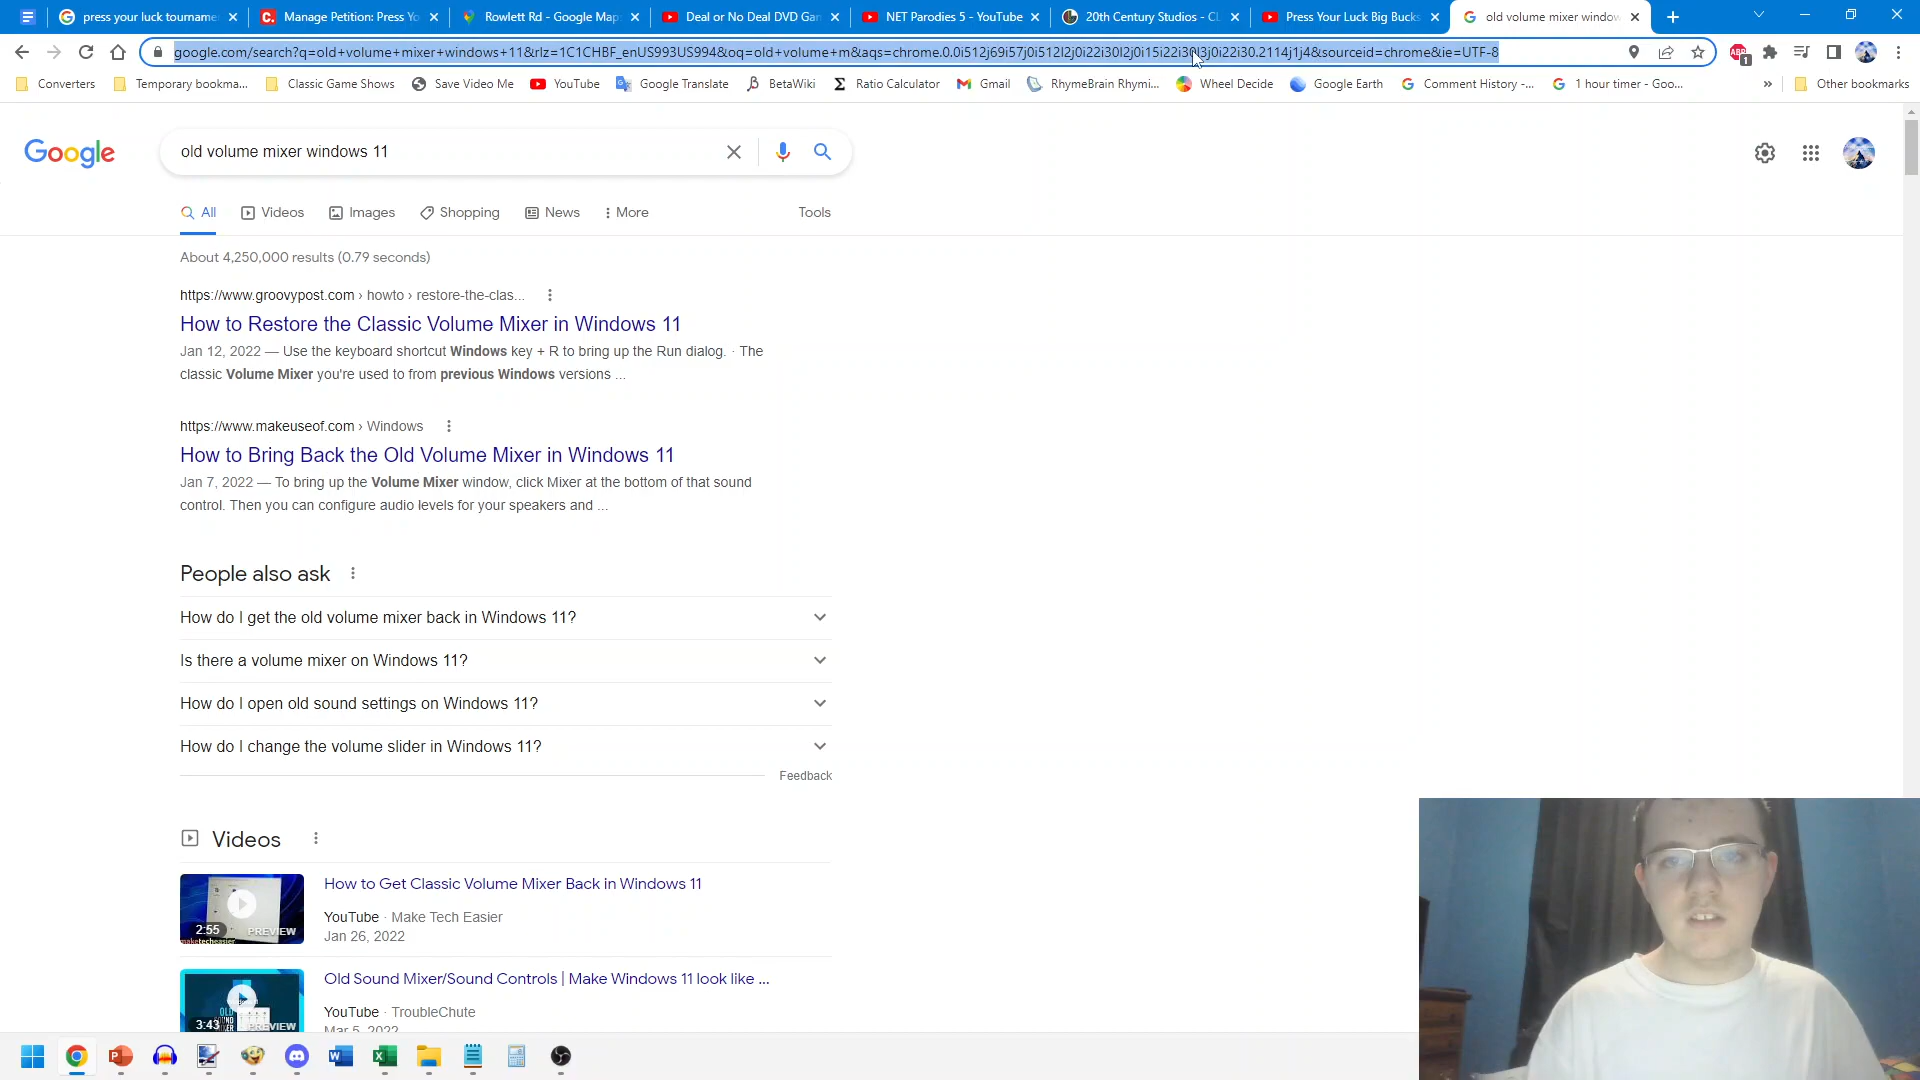 press your luck tourname
Manage Petition: Press Yo
Rowlett Rd - Google Map
Deal or No Deal DVD Gam
NET Parodies 5 - YouTube
20th Century Studios - CL
Press Your Luck Big Bucks
old volume mixer window
google.com/search?q=old+volume+mixer+windows+11&rlz=1C1CHBF_enUS993US994&oq=old+volume+m&aqs=chrome.0.0i512j69i57j0i512l2j0i22i30l2j0i15i22i30l3j0i22i30.2114j1j4&sourceid=chrome&ie=UTF-8
ABP
1
Converters
Temporary bookma...
Classic Game Shows
Save Video Me
YouTube
Google Translate
BetaWiki
Ratio Calculator
Gmail
RhymeBrain Rhymi...
Wheel Decide
Google Earth
Comment History -...
1 hour timer - Goo...
»
Other bookmarks
Google
old volume mixer windows 11
All
Videos
Images
Shopping
News
More
Tools
About 4,250,000 results (0.79 seconds)
https://www.groovypost.com › howto › restore-the-clas...
How to Restore the Classic Volume Mixer in Windows 11
Jan 12, 2022 — Use the keyboard shortcut Windows key + R to bring up the Run dialog. · The
classic Volume Mixer you're used to from previous Windows versions ...
https://www.makeuseof.com › Windows
How to Bring Back the Old Volume Mixer in Windows 11
Jan 7, 2022 — To bring up the Volume Mixer window, click Mixer at the bottom of that sound
control. Then you can configure audio levels for your speakers and ...
People also ask
How do I get the old volume mixer back in Windows 11?
Is there a volume mixer on Windows 11?
How do I open old sound settings on Windows 11?
How do I change the volume slider in Windows 11?
Feedback
Videos
How to Get Classic Volume Mixer Back in Windows 11
2:55
PREVIEW
maketecheasier
YouTube · Make Tech Easier
Jan 26, 2022
Old Sound Mixer/Sound Controls | Make Windows 11 look like ...
OLD
SOUND
MIXER
3:43
PREVIEW
YouTube · TroubleChute
Mar 5, 2022